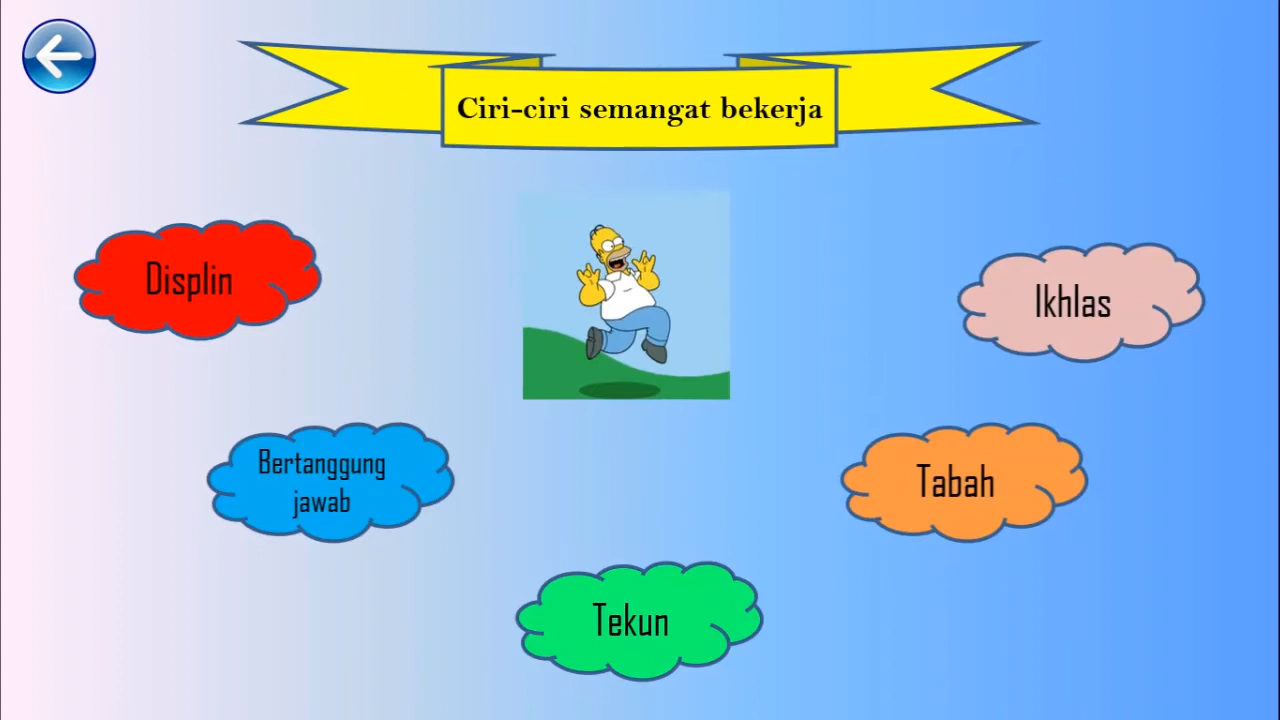 Ciri-ciri semangat bekerja
Displin
Ikhlas
Bertanggung
jawab
Tabah
Tekun